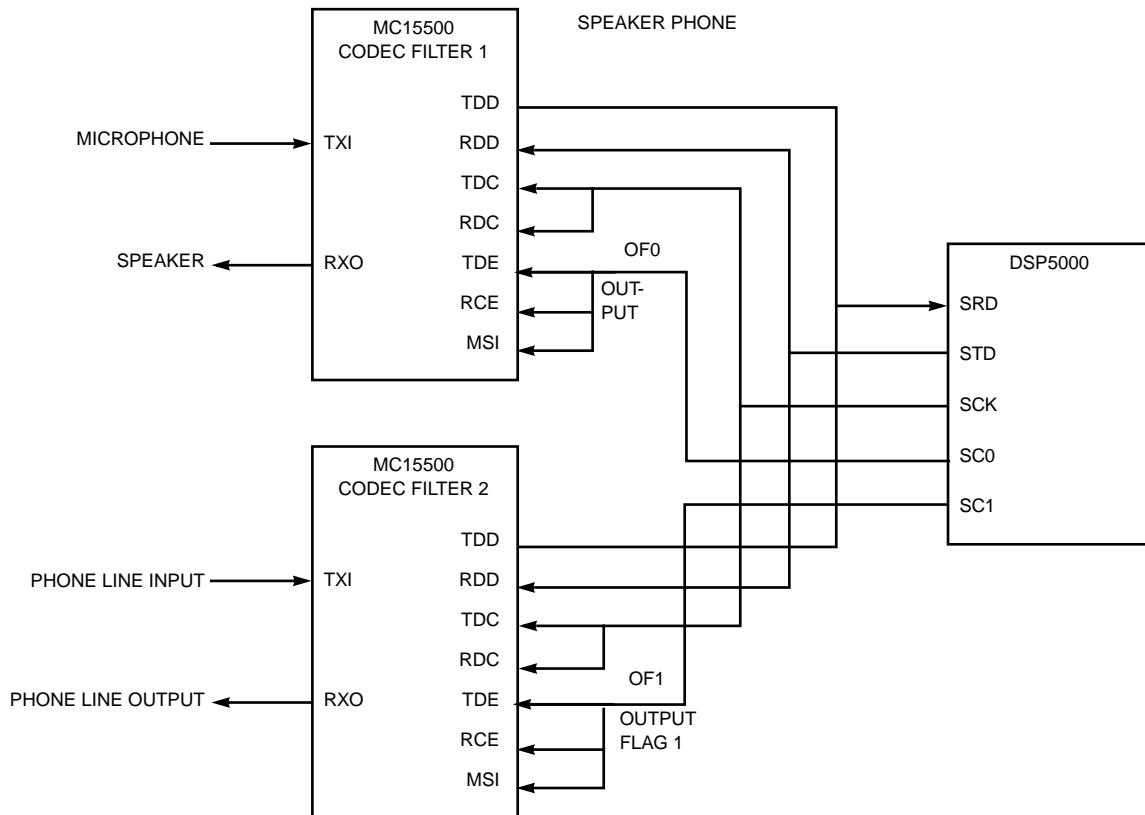 SPEAKER PHONE
MC15500
CODEC FILTER 1
TDD
MICROPHONE
TXI
RDD
TDC
RDC
OF0
SPEAKER
RXO
TDE
OUT-
PUT
RCE
MSI
DSP5000
SRD
STD
SCK
SC0
SC1
MC15500
CODEC FILTER 2
TDD
PHONE LINE INPUT
TXI
RDD
TDC
RDC
OF1
PHONE LINE OUTPUT
RXO
TDE
OUTPUT
FLAG 1
RCE
MSI